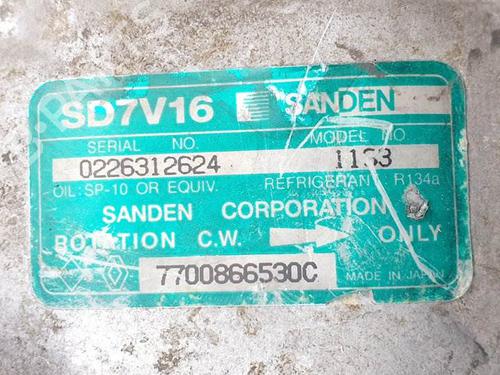 SD7V16 SANDEN
SERIAL NO. MODEL NO.
0226312624
OIL: SP-10 OR EQUIV. REFRIGERANT R134a
SANDEN CORPORATION
ROTATION C.W. ONLY
7700866530C
MADE IN JAPAN